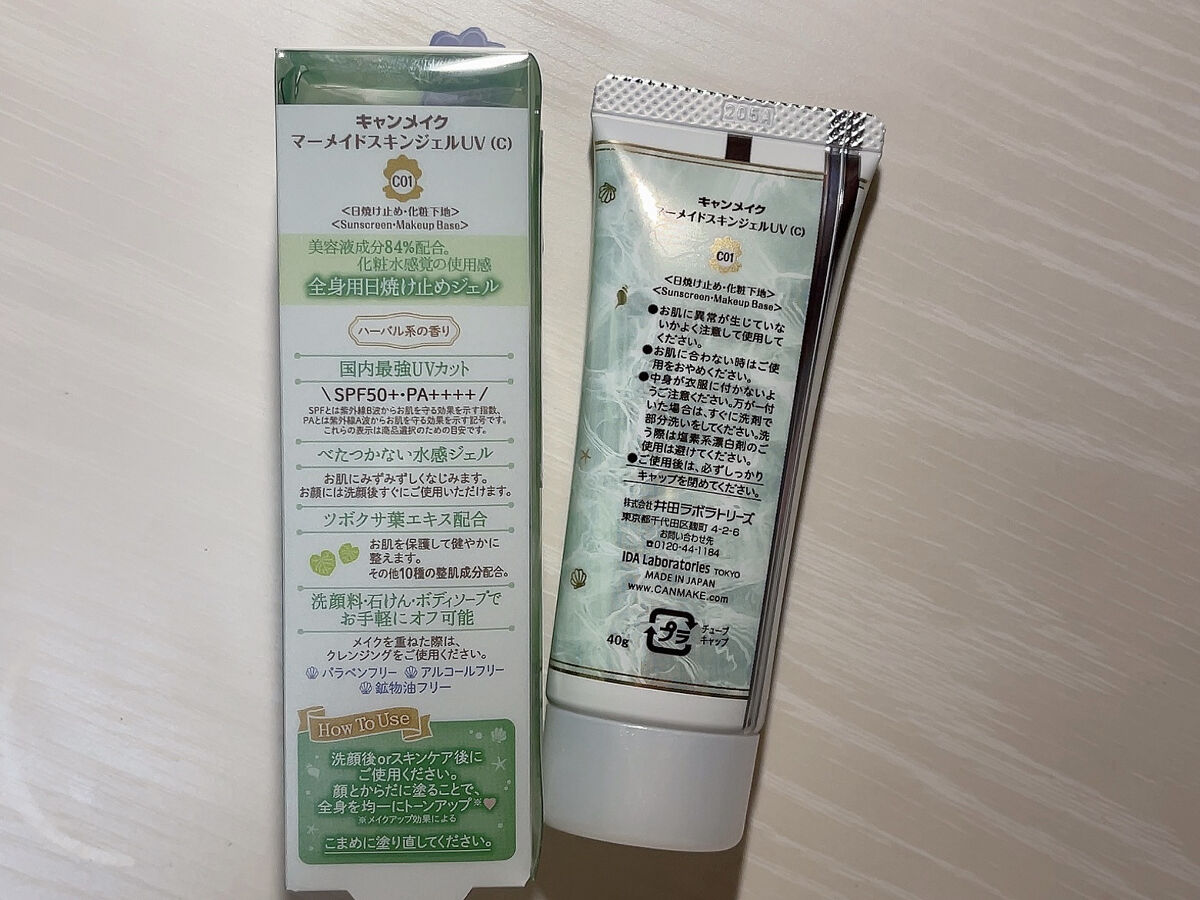 キャンメイク
マーメイドスキンジェルUV (C)
C01
<日焼け止め・化粧下地>
<Sunscreen・Makeup Base>
美容液成分84%配合。
化粧水感覚の使用感
全身用日焼け止めジェル
ハーバル系の香り
国内最強UVカット
\ SPF50+・PA++++ /
SPFとは紫外線B波からお肌を守る効果を示す指数、
PAとは紫外線A波からお肌を守る効果を示す記号です。
これらの表示は商品選択のための目安です。
べたつかない水感ジェル
お肌にみずみずしくなじみます。
お顔には洗顔後すぐにご使用いただけます。
ツボクサ葉エキス配合
お肌を保護して健やかに
整えます。
その他10種の整肌成分配合。
洗顔料・石けん・ボディソープで
お手軽にオフ可能
メイクを重ねた際は、
クレンジングをご使用ください。
パラベンフリー アルコールフリー
鉱物油フリー
How To Use
洗顔後orスキンケア後に
ご使用ください。
顔とからだに塗ることで、
全身を均一にトーンアップ※♥
※メイクアップ効果による
こまめに塗り直してください。
205A
キャンメイク
マーメイドスキンジェルUV (C)
C01
<日焼け止め・化粧下地>
<Sunscreen・Makeup Base>
●お肌に異常が生じていな
いかよく注意して使用して
ください。
●お肌に合わない時はご使
用をおやめください。
●中身が衣服に付かないよ
うご注意ください。万が一付
いた場合は、すぐに洗剤で
部分洗いをしてください。洗
う際は塩素系漂白剤のご
使用は避けてください。
●ご使用後は、必ずしっかり
キャップを閉めてください。
株式会社 井田ラボラトリーズ
東京都千代田区麹町 4-2-6
お問い合わせ先
☎0120-44-1184
IDA Laboratories TOKYO
MADE IN JAPAN
www.CANMAKE.com
40g
プラ
チューブ
キャップ